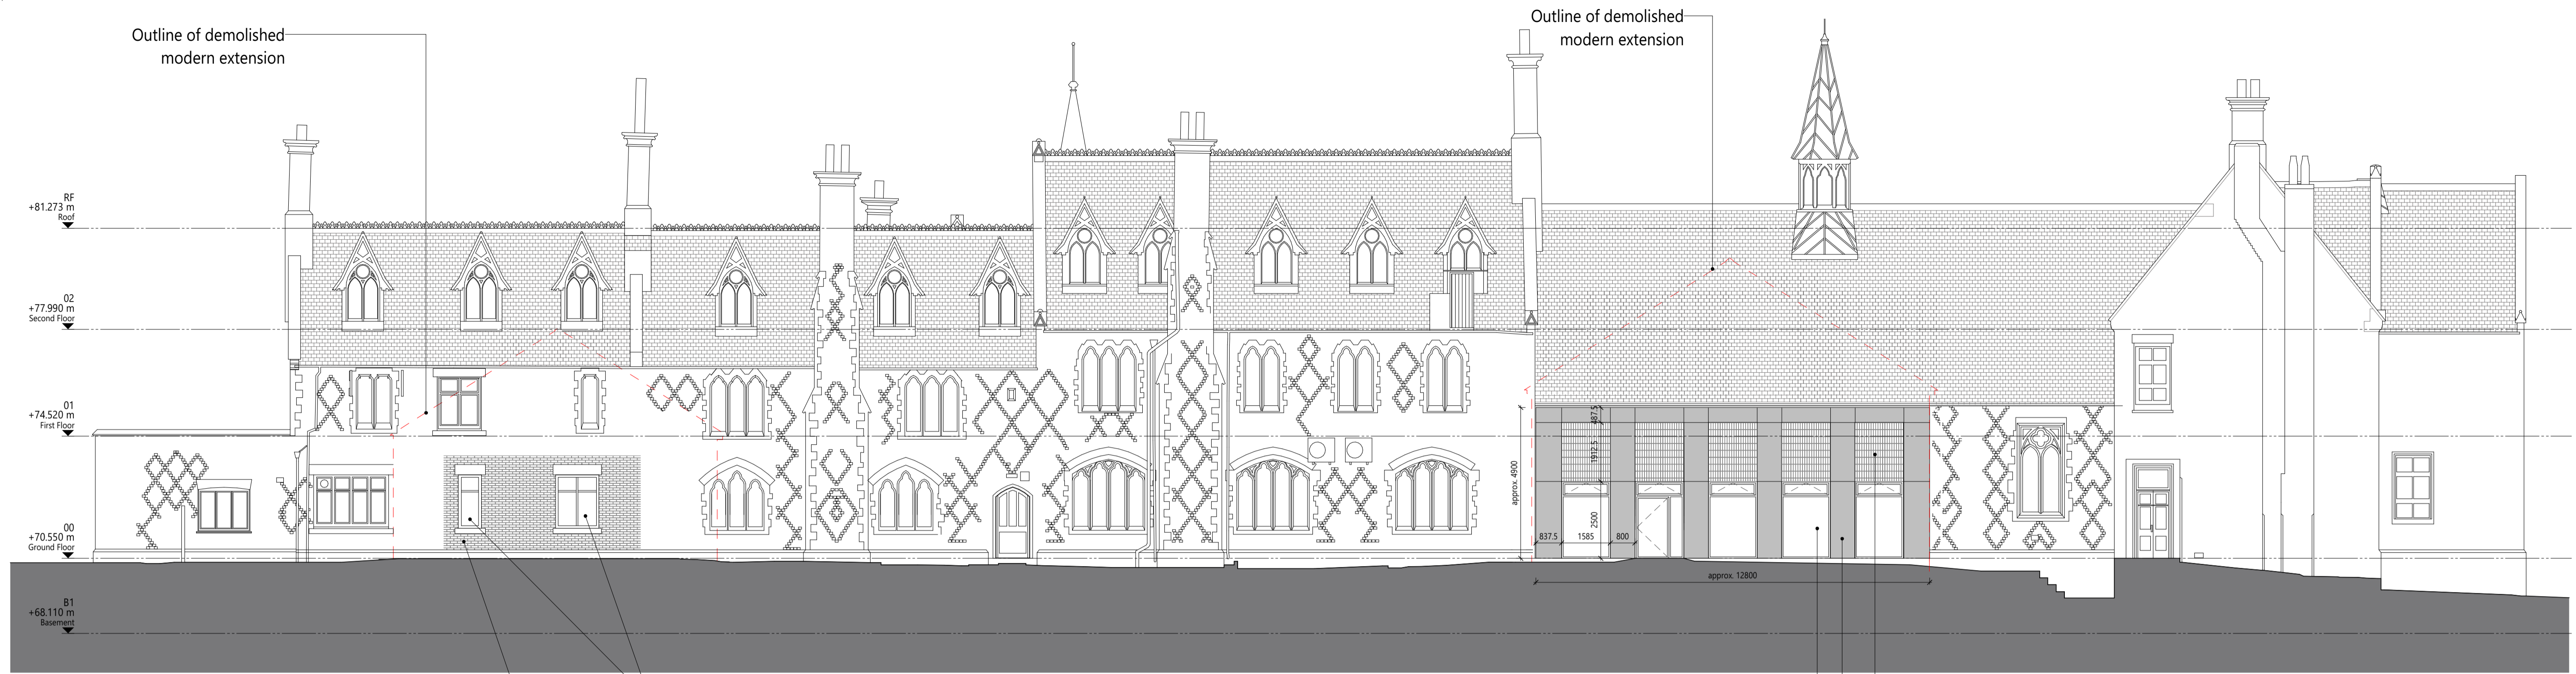 Outline of demolished
modern extension
Outline of demolished
modern extension
RF
+81.273 m
Roof
02
+77.990 m
Second Floor
01
+74.520 m
First Floor
00
+70.550 m
Ground Floor
B1
+68.110 m
Basement
approx. 4900
487.5
1912.5
2500
837.5
1585
800
approx. 12800